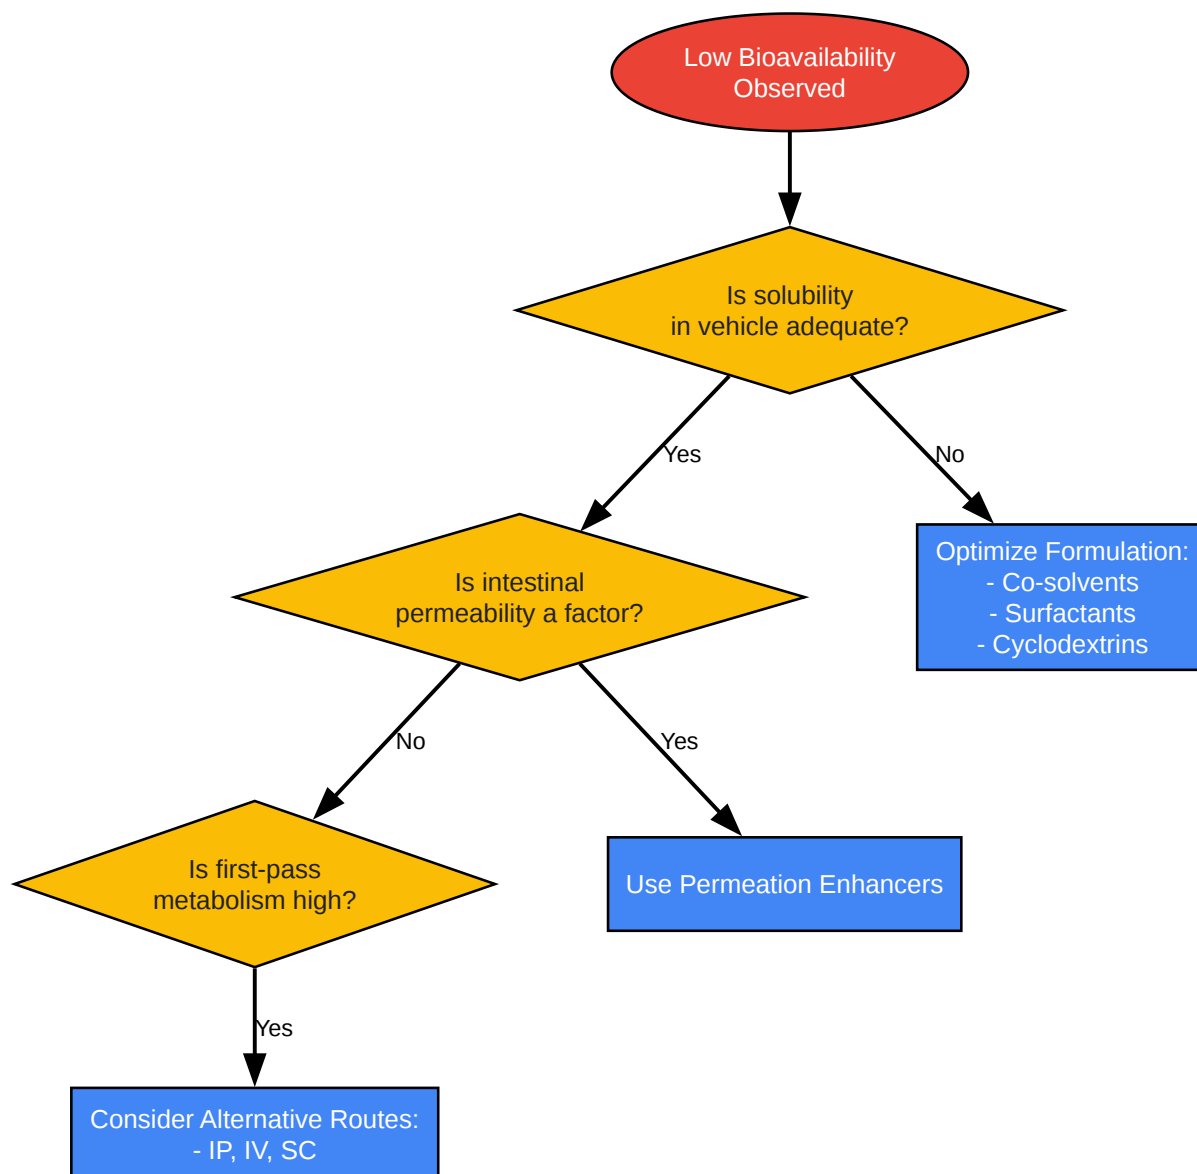 Low Bioavailability
Observed
Is solubility
in vehicle adequate?
Yes
No
Is intestinal
permeability a factor?
Optimize Formulation:
- Co-solvents
- Surfactants
- Cyclodextrins
No
Yes
Is first-pass
metabolism high?
Use Permeation Enhancers
Yes
Consider Alternative Routes:
- IP, IV, SC